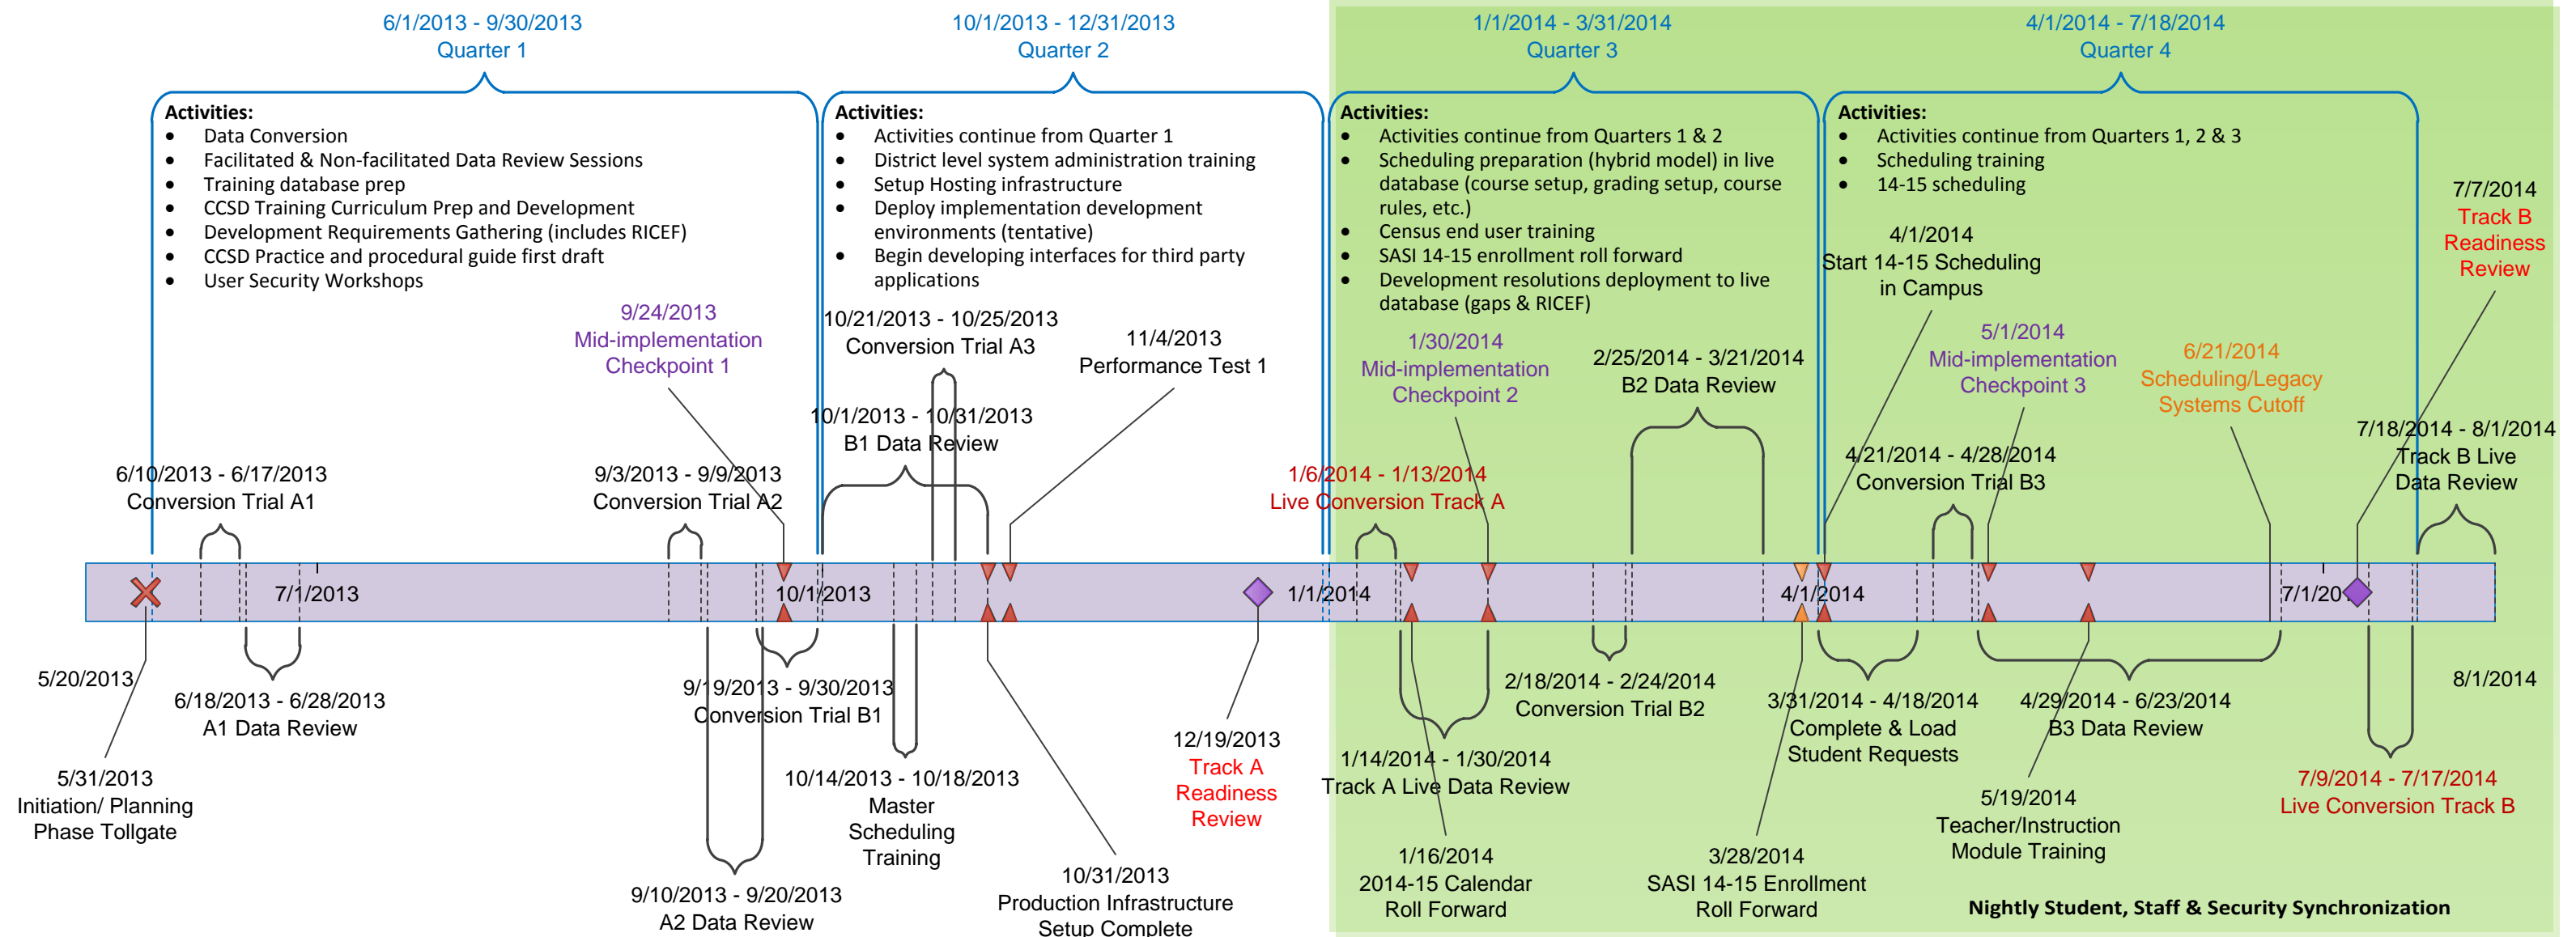 6/1/2013 - 9/30/2013
Quarter 1
10/1/2013 - 12/31/2013
Quarter 2
1/1/2014 - 3/31/2014
Quarter 3
4/1/2014 - 7/18/2014
Quarter 4
Activities:
• Data Conversion
• Facilitated & Non-facilitated Data Review Sessions
• Training database prep
• CCSD Training Curriculum Prep and Development
• Development Requirements Gathering (includes RICEF)
• CCSD Practice and procedural guide first draft
• User Security Workshops
Activities:
• Activities continue from Quarter 1
• District level system administration training
• Setup Hosting infrastructure
• Deploy implementation development
environments (tentative)
• Begin developing interfaces for third party
applications
Activities:
• Activities continue from Quarters 1 & 2
• Scheduling preparation (hybrid model) in live
database (course setup, grading setup, course
rules, etc.)
• Census end user training
• SASI 14-15 enrollment roll forward
• Development resolutions deployment to live
database (gaps & RICEF)
Activities:
• Activities continue from Quarters 1, 2 & 3
• Scheduling training
• 14-15 scheduling
7/7/2014
Track B
Readiness
Review
4/1/2014
Start 14-15 Scheduling
in Campus
9/24/2013
Mid-implementation
Checkpoint 1
10/21/2013 - 10/25/2013
Conversion Trial A3
11/4/2013
Performance Test 1
1/30/2014
Mid-implementation
Checkpoint 2
2/25/2014 - 3/21/2014
B2 Data Review
5/1/2014
Mid-implementation
Checkpoint 3
6/21/2014
Scheduling/Legacy
Systems Cutoff
10/1/2013 - 10/31/2013
B1 Data Review
7/18/2014 - 8/1/2014
Track B Live
Data Review
6/10/2013 - 6/17/2013
Conversion Trial A1
9/3/2013 - 9/9/2013
Conversion Trial A2
1/6/2014 - 1/13/2014
Live Conversion Track A
4/21/2014 - 4/28/2014
Conversion Trial B3
7/1/2013
10/1/2013
1/1/2014
4/1/2014
7/1/20
5/20/2013
8/1/2014
6/18/2013 - 6/28/2013
A1 Data Review
9/19/2013 - 9/30/2013
Conversion Trial B1
2/18/2014 - 2/24/2014
Conversion Trial B2
3/31/2014 - 4/18/2014
Complete & Load
Student Requests
4/29/2014 - 6/23/2014
B3 Data Review
12/19/2013
Track A
Readiness
Review
1/14/2014 - 1/30/2014
Track A Live Data Review
5/31/2013
Initiation/ Planning
Phase Tollgate
10/14/2013 - 10/18/2013
Master
Scheduling
Training
5/19/2014
Teacher/Instruction
Module Training
7/9/2014 - 7/17/2014
Live Conversion Track B
9/10/2013 - 9/20/2013
A2 Data Review
10/31/2013
Production Infrastructure
Setup Complete
1/16/2014
2014-15 Calendar
Roll Forward
3/28/2014
SASI 14-15 Enrollment
Roll Forward
Nightly Student, Staff & Security Synchronization